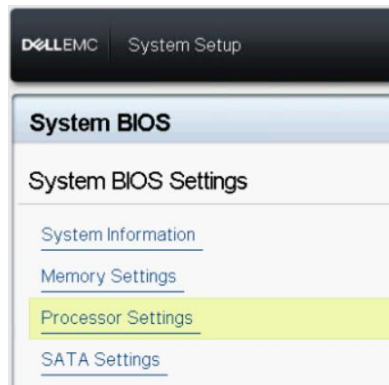 DELLEMC System Setup
System BIOS
System BIOS Settings
System Information
Memory Settings
Processor Settings
SATA Settings